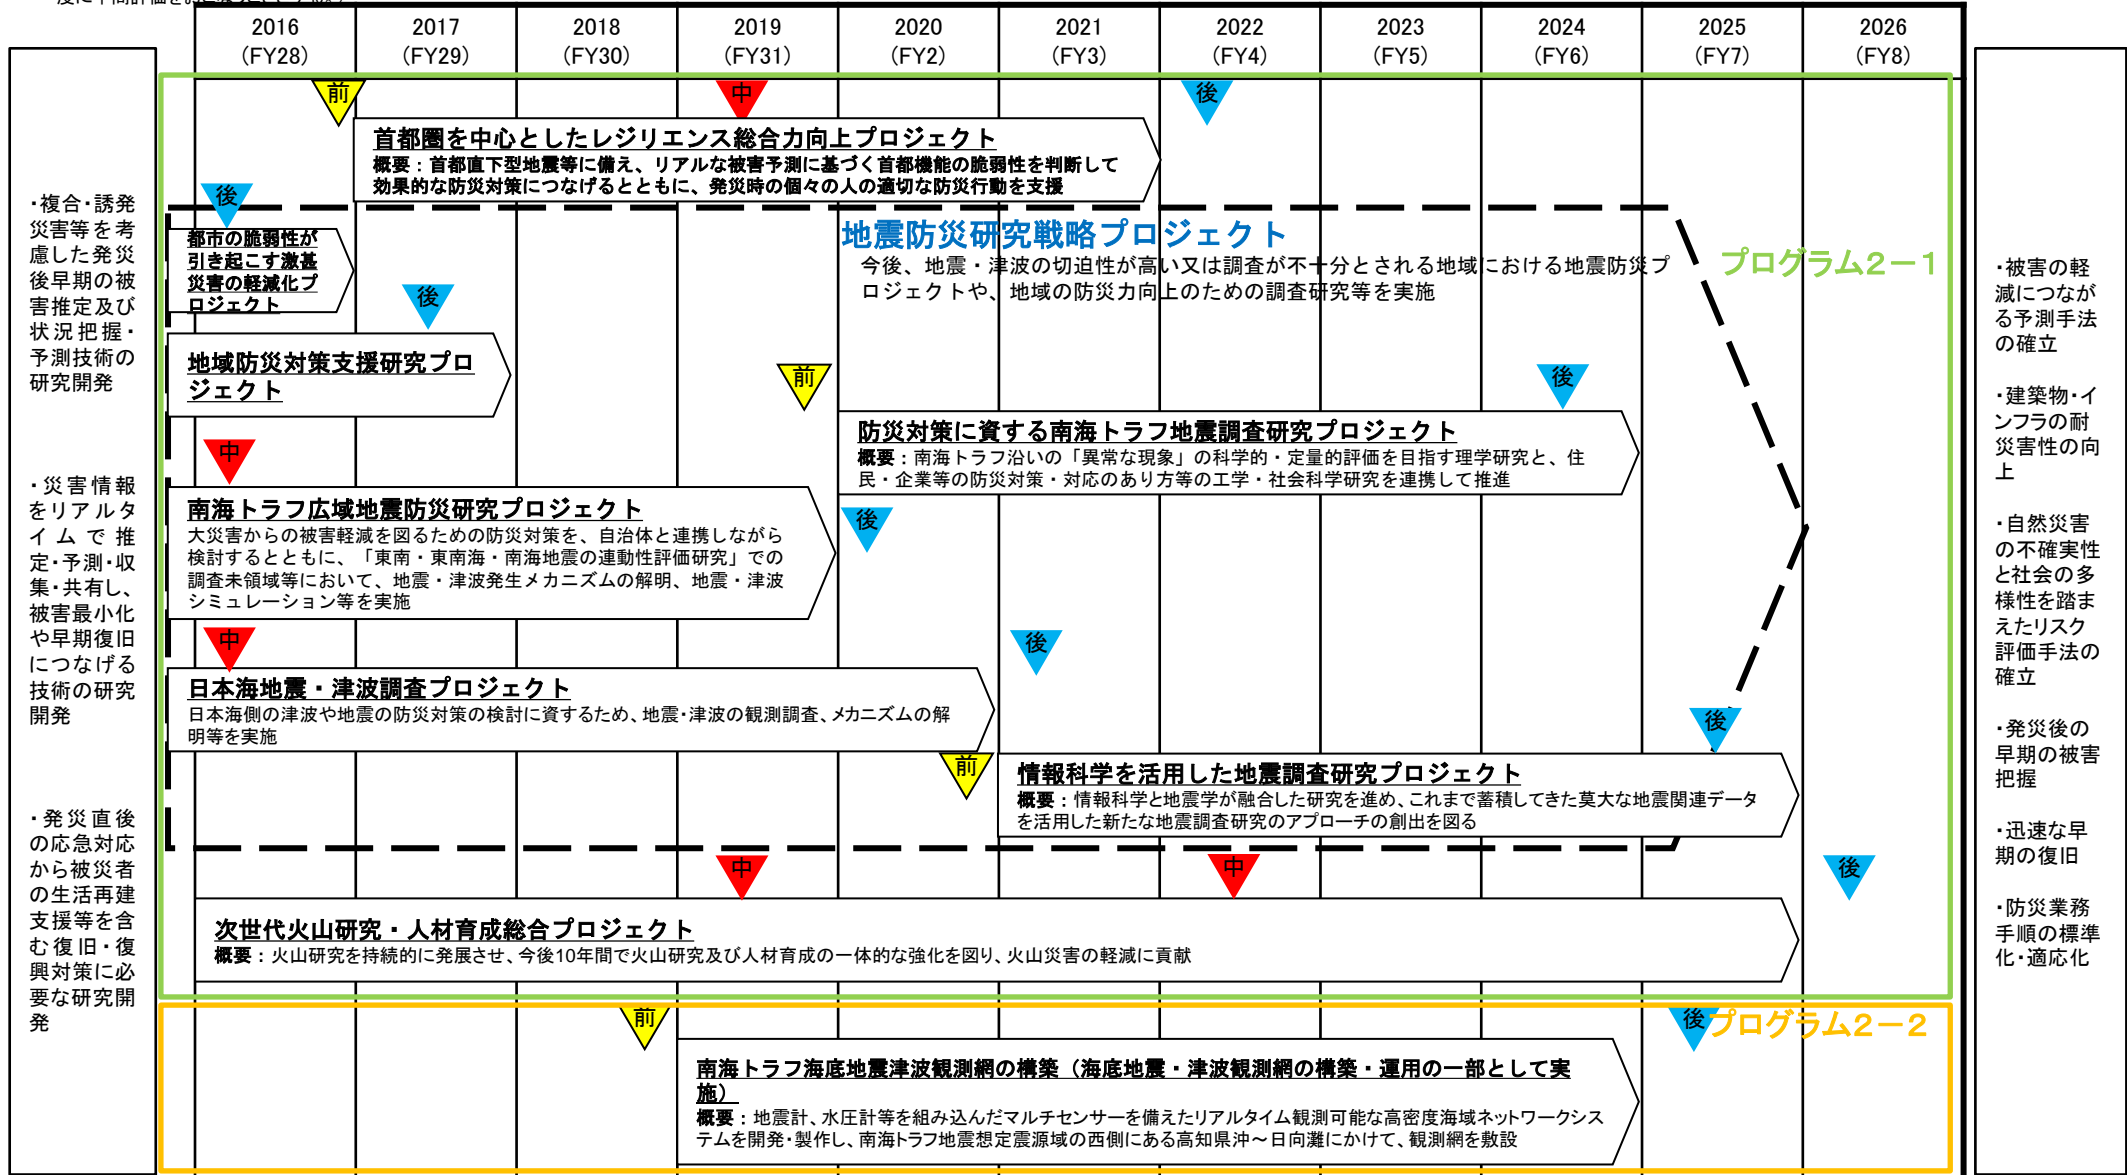 2016
(FY28)
2017
(FY29)
2018
(FY30)
2019
(FY31)
2020
(FY2)
2021
(FY3)
2022
(FY4)
2023
(FY5)
2024
(FY6)
2025
(FY7)
2026
(FY8)
・複合・誘発
災害等を考
慮した発災
後早期の被
害推定及び
状況把握・
予測技術の
研究開発
・災害情報
をリアルタ
イムで推
定・予測・収
集・共有し、
被害最小化
や早期復旧
につなげる
技術の研究
開発
・発災直後
の応急対応
から被災者
の生活再建
支援等を含
む復旧・復
興対策に必
要な研究開
発
前
中
後
首都圏を中心としたレジリエンス総合力向上プロジェクト
概要：首都直下型地震等に備え、リアルな被害予測に基づく首都機能の脆弱性を判断して
効果的な防災対策につなげるとともに、発災時の個々の人の適切な防災行動を支援
後
都市の脆弱性が
引き起こす激甚
災害の軽減化プ
ロジェクト
地震防災研究戦略プロジェクト
今後、地震・津波の切迫性が高い又は調査が不十分とされる地域における地震防災プ
ロジェクトや、地域の防災力向上のための調査研究等を実施
プログラム２－１
後
地域防災対策支援研究プロ
ジェクト
前
後
防災対策に資する南海トラフ地震調査研究プロジェクト
概要：南海トラフ沿いの「異常な現象」の科学的・定量的評価を目指す理学研究と、住
民・企業等の防災対策・対応のあり方等の工学・社会科学研究を連携して推進
中
南海トラフ広域地震防災研究プロジェクト
大災害からの被害軽減を図るための防災対策を、自治体と連携しながら
検討するとともに、「東南・東南海・南海地震の連動性評価研究」での
調査未領域等において、地震・津波発生メカニズムの解明、地震・津波
シミュレーション等を実施
後
中
日本海地震・津波調査プロジェクト
日本海側の津波や地震の防災対策の検討に資するため、地震・津波の観測調査、メカニズムの解
明等を実施
後
前
後
情報科学を活用した地震調査研究プロジェクト
概要：情報科学と地震学が融合した研究を進め、これまで蓄積してきた莫大な地震関連データ
を活用した新たな地震調査研究のアプローチの創出を図る
中
中
後
次世代火山研究・人材育成総合プロジェクト
概要：火山研究を持続的に発展させ、今後10年間で火山研究及び人材育成の一体的な強化を図り、火山災害の軽減に貢献
前
後
プログラム２－２
南海トラフ海底地震津波観測網の構築（海底地震・津波観測網の構築・運用の一部として実
施）
概要：地震計、水圧計等を組み込んだマルチセンサーを備えたリアルタイム観測可能な高密度海域ネットワークシス
テムを開発・製作し、南海トラフ地震想定震源域の西側にある高知県沖～日向灘にかけて、観測網を敷設
・被害の軽
減につなが
る予測手法
の確立
・建築物・イ
ンフラの耐
災害性の向
上
・自然災害
の不確実性
と社会の多
様性を踏ま
えたリスク
評価手法の
確立
・発災後の
早期の被害
把握
・迅速な早
期の復旧
・防災業務
手順の標準
化・適応化